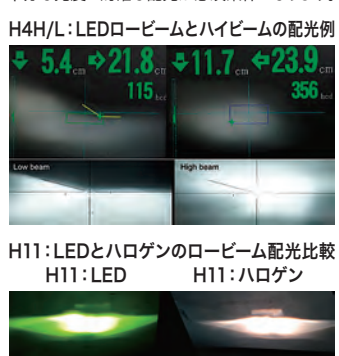 H4H/L：LEDロービームとハイビームの配光例
↓ 5.4cm ➩21.8cm
115hcd
↓11.7cm ⇦23.9cm
356hcd
Low beam
High beam
H11：LEDとハロゲンのロービーム配光比較
H11：LED
H11：ハロゲン